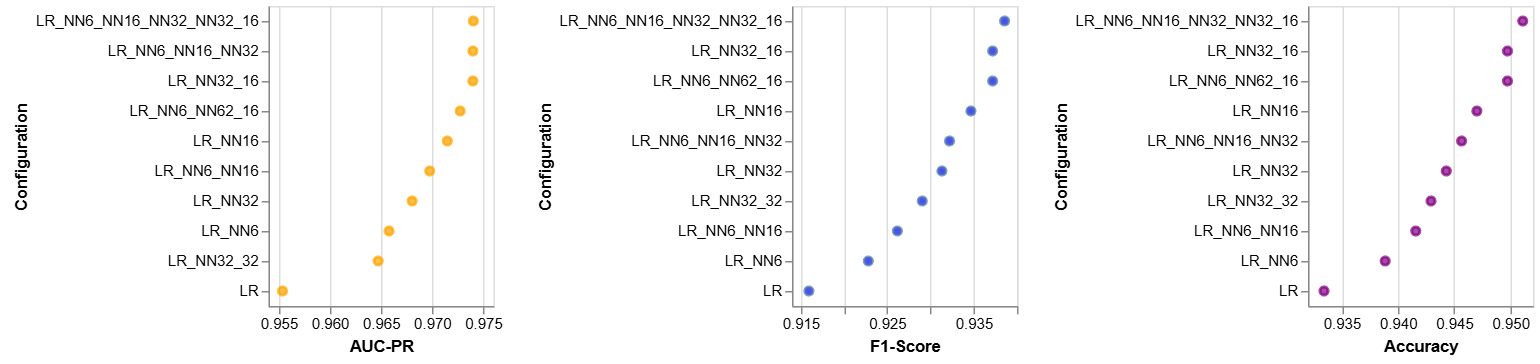 Configuration
LR_NN6_NN16_NN32_NN32_16
LR_NN6_NN16_NN32
LR_NN32_16
LR_NN6_NN62_16
LR_NN16
LR_NN6_NN16
LR_NN32
LR_NN6
LR_NN32_32
LR
0.955 0.960 0.965 0.970 0.975
AUC-PR
Configuration
LR_NN6_NN16_NN32_NN32_16
LR_NN32_16
LR_NN6_NN62_16
LR_NN16
LR_NN6_NN16_NN32
LR_NN32
LR_NN32_32
LR_NN6_NN16
LR_NN6
LR
0.915 0.925 0.935
F1-Score
Configuration
LR_NN6_NN16_NN32_NN32_16
LR_NN32_16
LR_NN6_NN62_16
LR_NN16
LR_NN6_NN16_NN32
LR_NN32
LR_NN32_32
LR_NN6_NN16
LR_NN6
LR
0.935 0.940 0.945 0.950
Accuracy